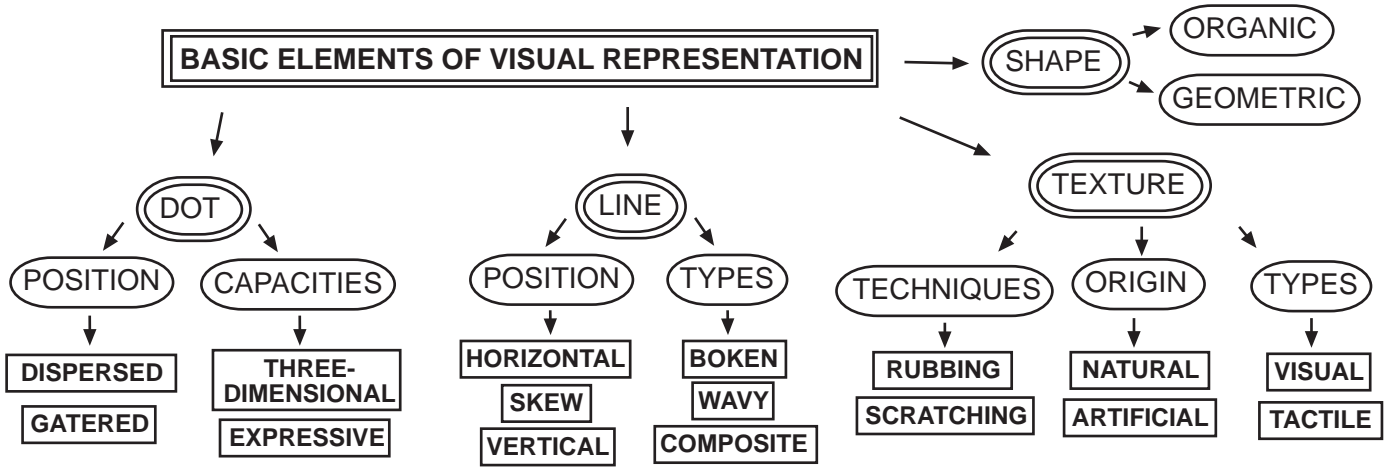 BASIC ELEMENTS OF VISUAL REPRESENTATION
SHAPE
ORGANIC
GEOMETRIC
DOT
POSITION
CAPACITIES
DISPERSED
GATERED
THREE-
DIMENSIONAL
EXPRESSIVE
LINE
POSITION
TYPES
HORIZONTAL
SKEW
VERTICAL
BOKEN
WAVY
COMPOSITE
TEXTURE
TECHNIQUES
ORIGIN
TYPES
RUBBING
SCRATCHING
NATURAL
ARTIFICIAL
VISUAL
TACTILE